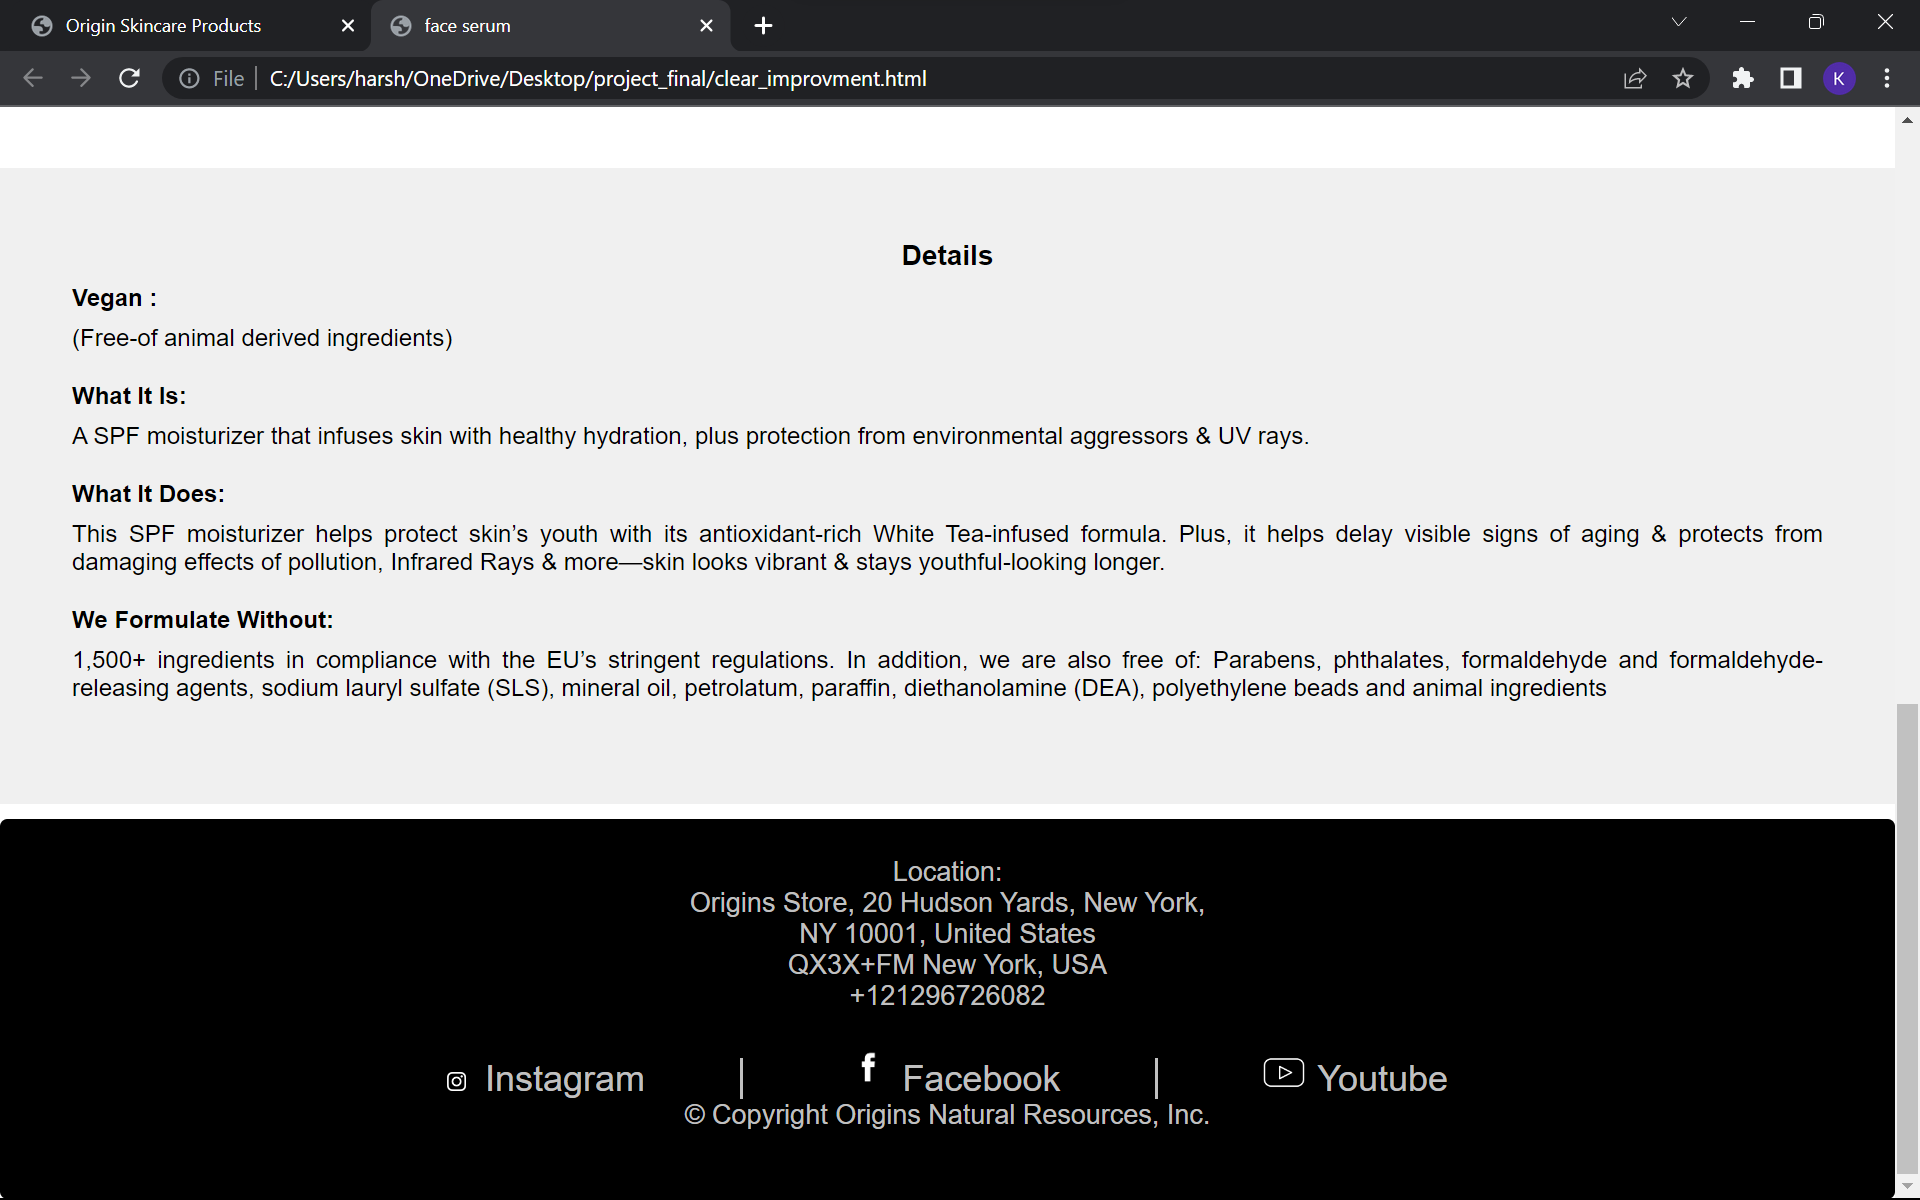 Origin Skincare Products
face serum
File
C:/Users/harsh/OneDrive/Desktop/project_final/clear_improvment.html
K
Details
Vegan :
(Free-of animal derived ingredients)
What It Is:
A SPF moisturizer that infuses skin with healthy hydration, plus protection from environmental aggressors & UV rays.
What It Does:
This SPF moisturizer helps protect skin’s youth with its antioxidant-rich White Tea-infused formula. Plus, it helps delay visible signs of aging & protects from
damaging effects of pollution, Infrared Rays & more—skin looks vibrant & stays youthful-looking longer.
We Formulate Without:
1,500+ ingredients in compliance with the EU’s stringent regulations. In addition, we are also free of: Parabens, phthalates, formaldehyde and formaldehyde-
releasing agents, sodium lauryl sulfate (SLS), mineral oil, petrolatum, paraffin, diethanolamine (DEA), polyethylene beads and animal ingredients
Location:
Origins Store, 20 Hudson Yards, New York,
NY 10001, United States
QX3X+FM New York, USA
+121296726082
Instagram | f Facebook | Youtube
© Copyright Origins Natural Resources, Inc.